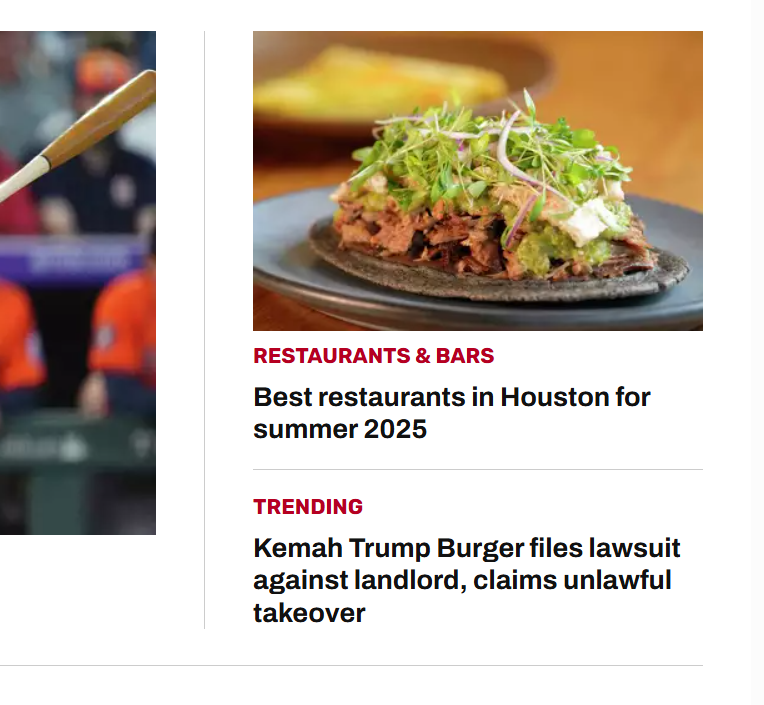 RESTAURANTS & BARS
Best restaurants in Houston for
summer 2025
TRENDING
Kemah Trump Burger files lawsuit
against landlord, claims unlawful
takeover